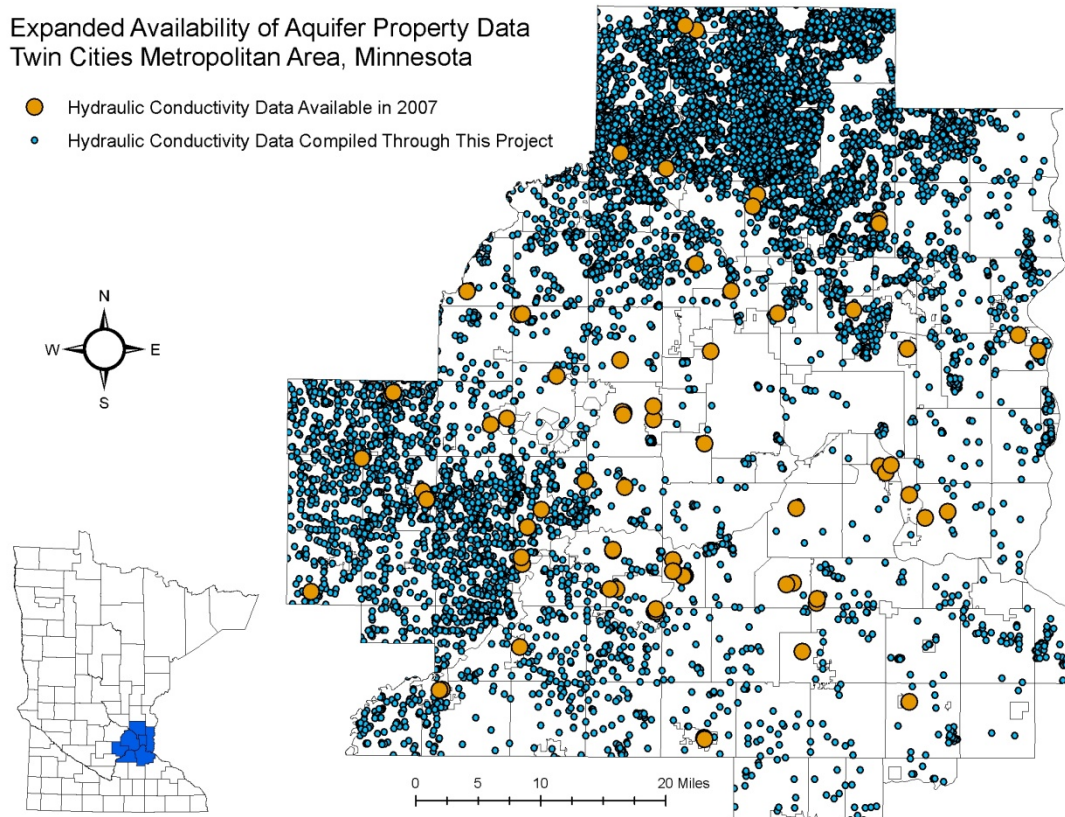 Expanded Availability of Aquifer Property Data
Twin Cities Metropolitan Area, Minnesota
Hydraulic Conductivity Data Available in 2007
Hydraulic Conductivity Data Compiled Through This Project
N
W E
S
0 5 10 20 Miles